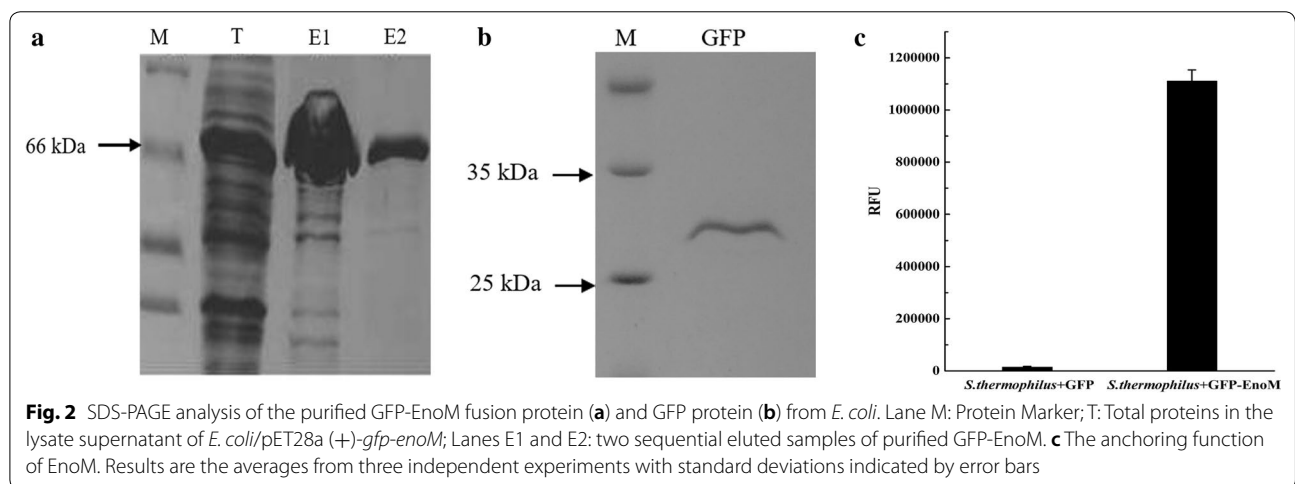 a
M T E1 E2
66 kDa
b
M GFP
35 kDa
25 kDa
c
1200000
1000000
800000
600000
400000
200000
0
RFU
S.thermophilus+GFP S.thermophilus+GFP-EnoM
Fig. 2 SDS-PAGE analysis of the purified GFP-EnoM fusion protein (a) and GFP protein (b) from E. coli. Lane M: Protein Marker; T: Total proteins in the
lysate supernatant of E. coli/pET28a (+)-gfp-enoM; Lanes E1 and E2: two sequential eluted samples of purified GFP-EnoM. c The anchoring function
of EnoM. Results are the averages from three independent experiments with standard deviations indicated by error bars